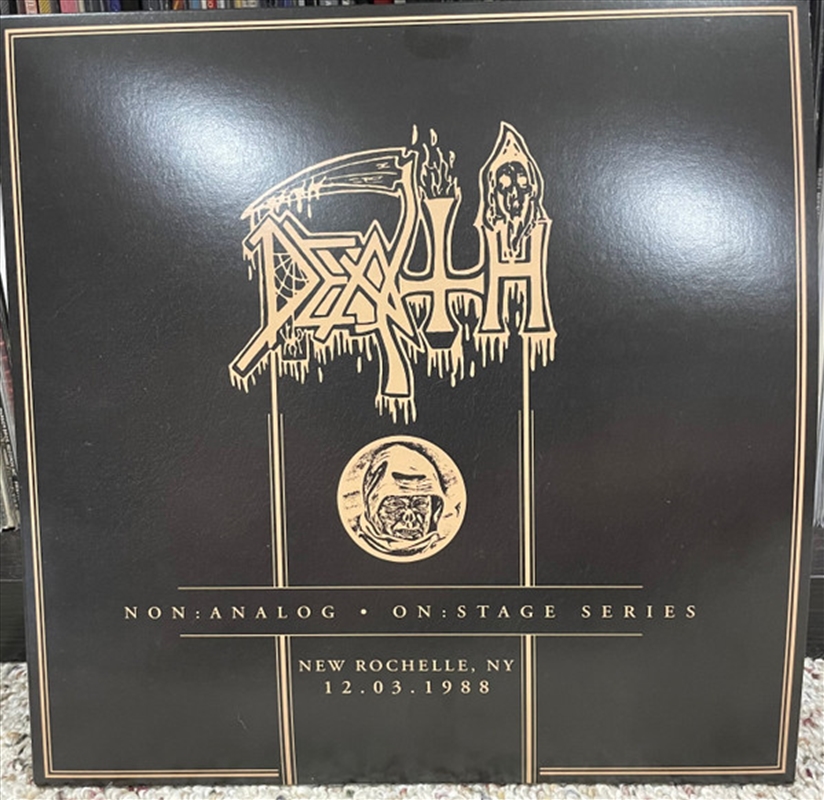 DEATH
NON:ANALOG • ON:STAGE SERIES
NEW ROCHELLE, NY
12.03.1988